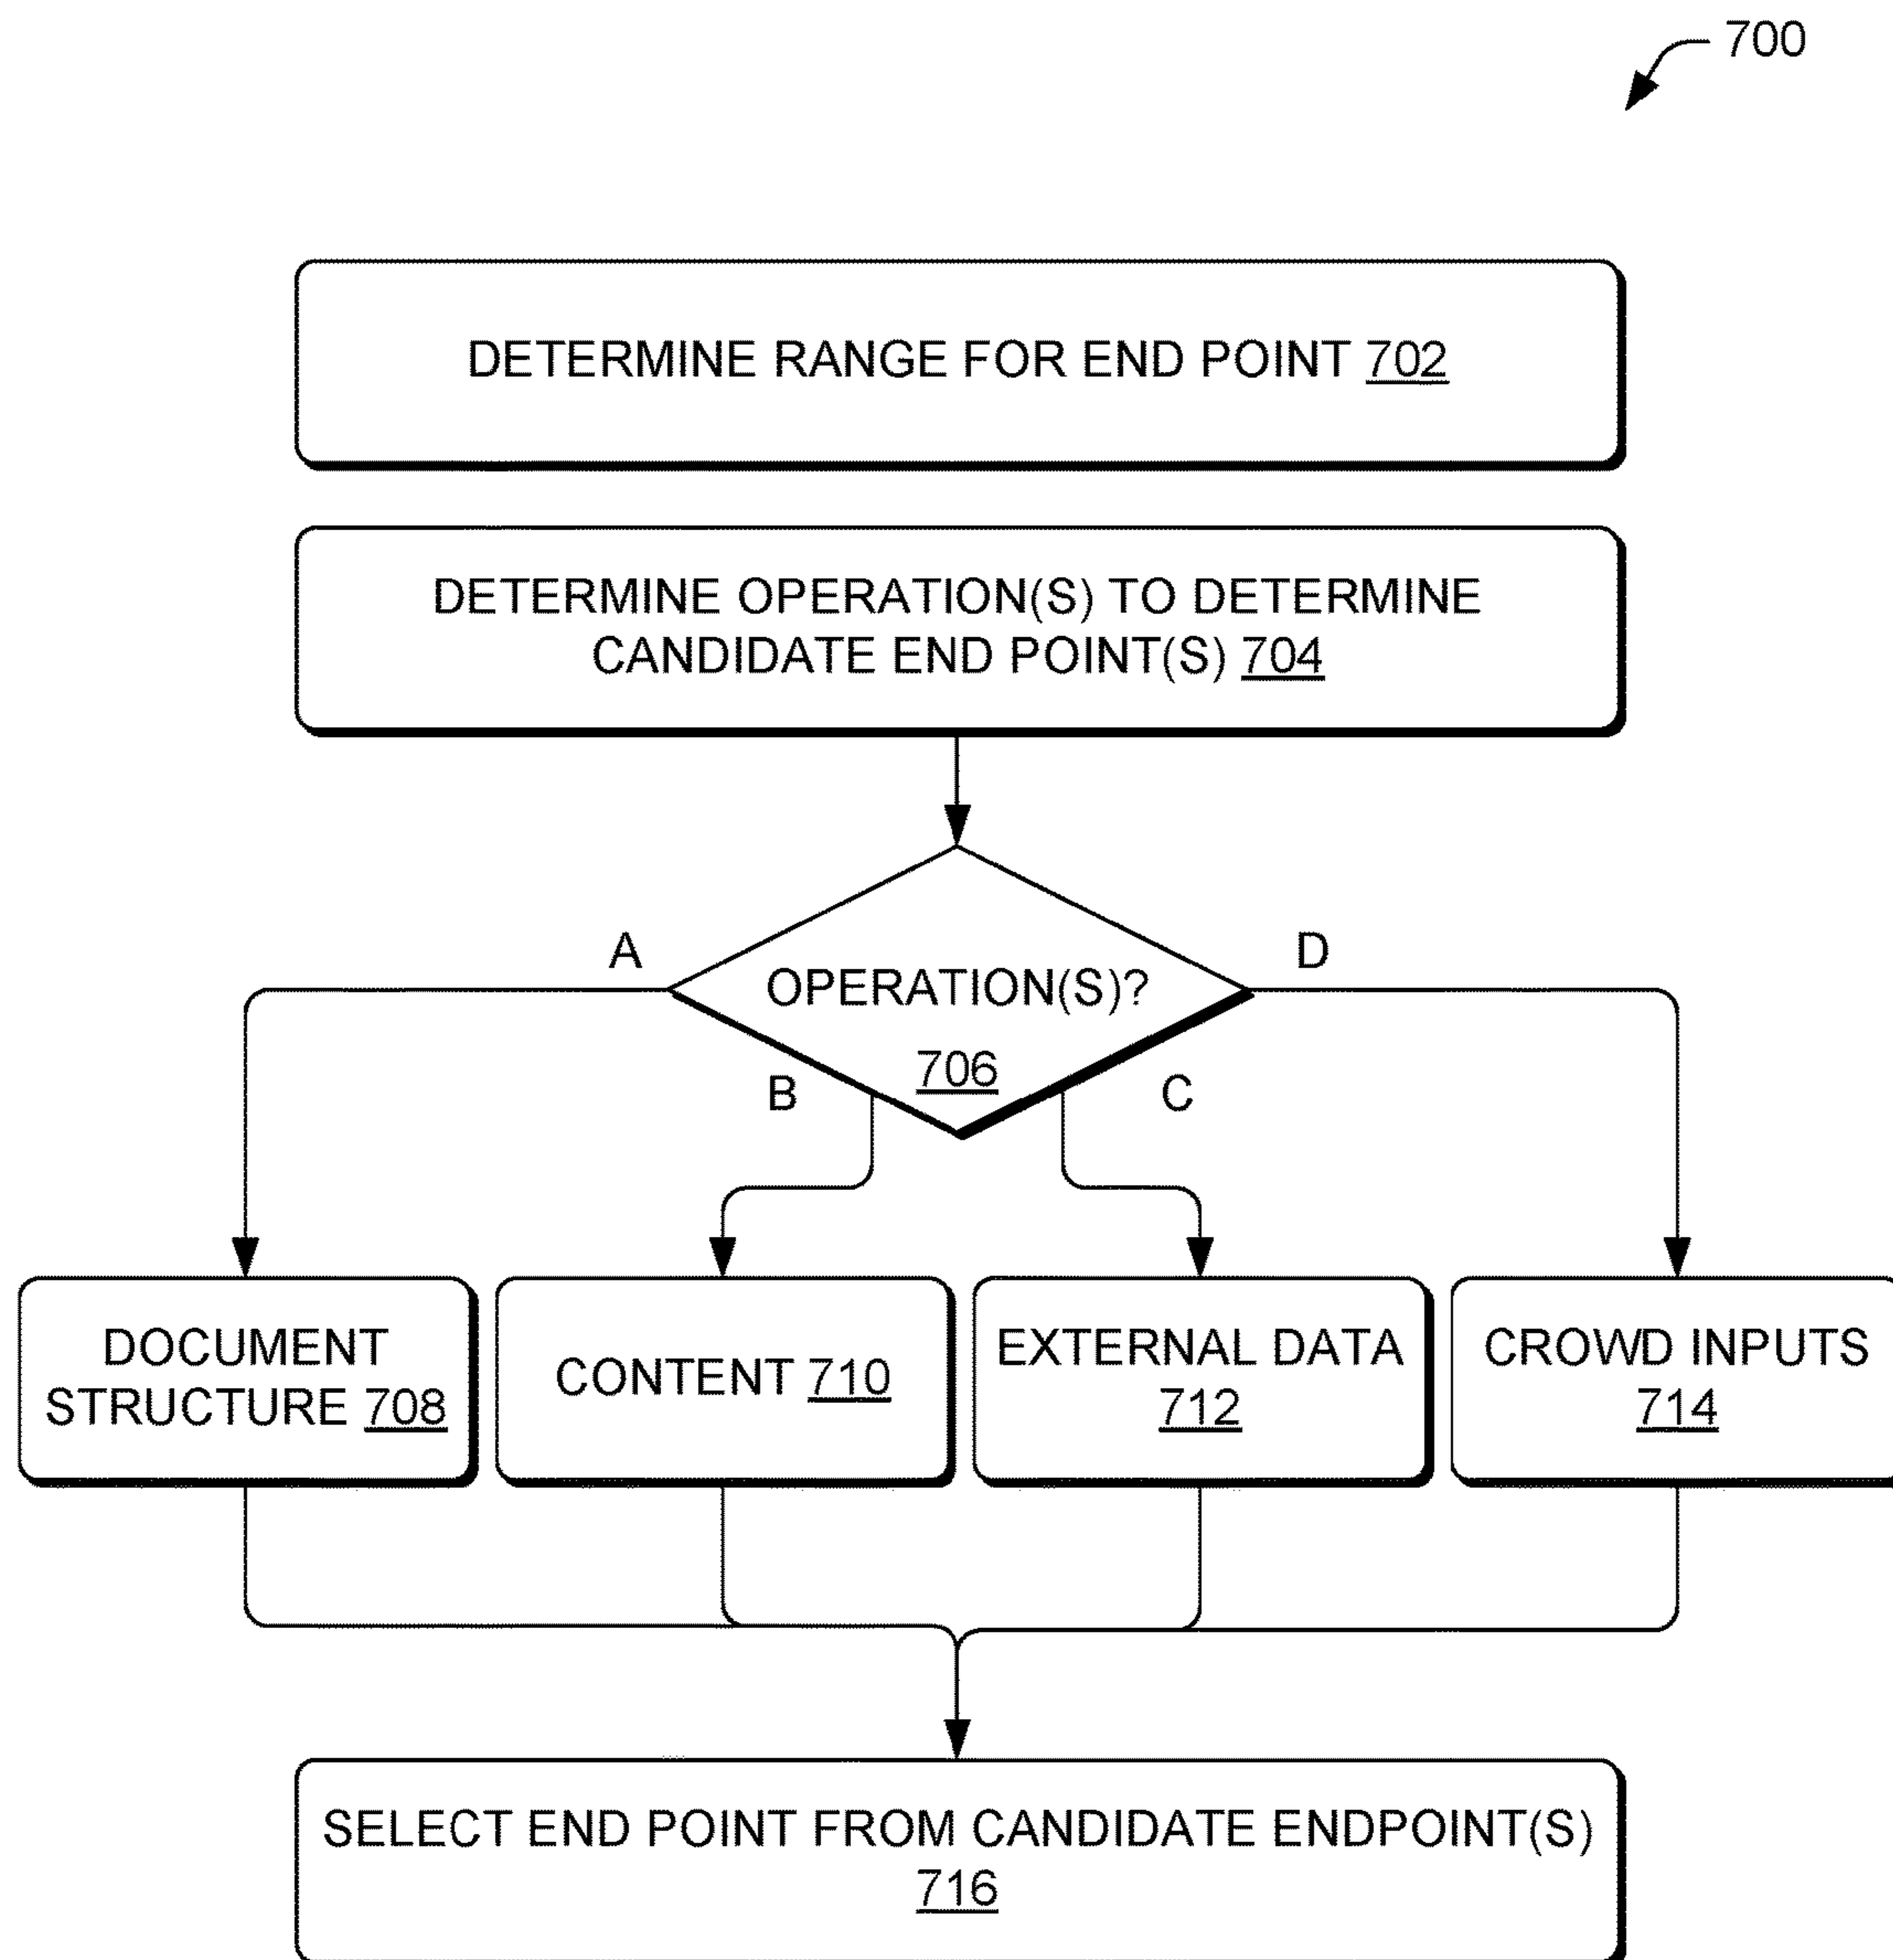 700
DETERMINE RANGE FOR END POINT 702
DETERMINE OPERATION(S) TO DETERMINE
CANDIDATE END POINT(S) 704
A
D
OPERATION(S)?
706
B
C
DOCUMENT
STRUCTURE 708
CONTENT 710
EXTERNAL DATA
712
CROWD INPUTS
714
SELECT END POINT FROM CANDIDATE ENDPOINT(S)
716